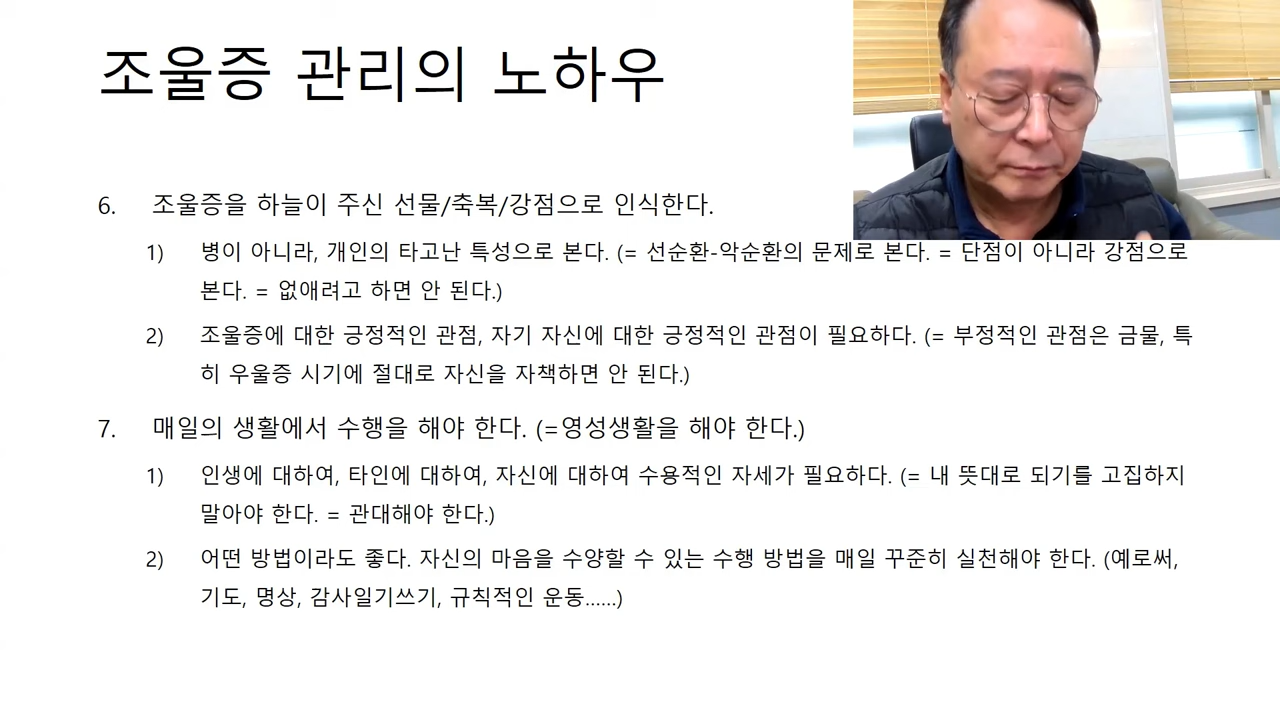 조울증 관리의 노하우
6. 조울증을 하늘이 주신 선물/축복/강점으로 인식한다.
1) 병이 아니라, 개인의 타고난 특성으로 본다. (= 선순환-악순환의 문제로 본다. = 단점이 아니라 강점으로
본다. = 없애려고 하면 안 된다.)
2) 조울증에 대한 긍정적인 관점, 자기 자신에 대한 긍정적인 관점이 필요하다. (= 부정적인 관점은 금물, 특
히 우울증 시기에 절대로 자신을 자책하면 안 된다.)
7. 매일의 생활에서 수행을 해야 한다. (=영성생활을 해야 한다.)
1) 인생에 대하여, 타인에 대하여, 자신에 대하여 수용적인 자세가 필요하다. (= 내 뜻대로 되기를 고집하지
말아야 한다. = 관대해야 한다.)
2) 어떤 방법이라도 좋다. 자신의 마음을 수양할 수 있는 수행 방법을 매일 꾸준히 실천해야 한다. (예로써,
기도, 명상, 감사일기쓰기, 규칙적인 운동......)